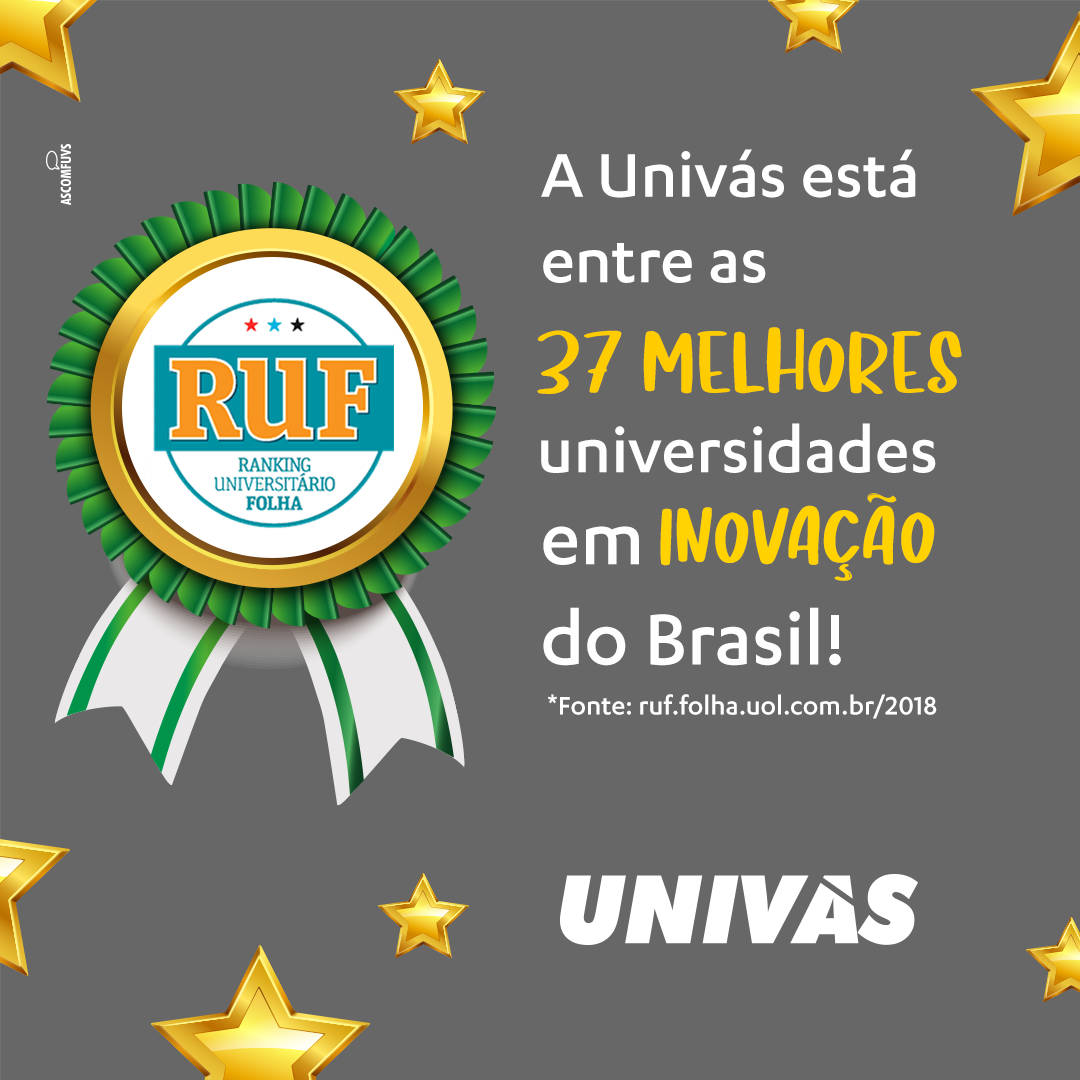 ASCOMFUVS
RUF
RANKING
UNIVERSITÁRIO
FOLHA
A Univás está
entre as
37 MELHORES
universidades
em INOVAÇÃO
do Brasil!
*Fonte: ruf.folha.uol.com.br/2018
UNIVÁS